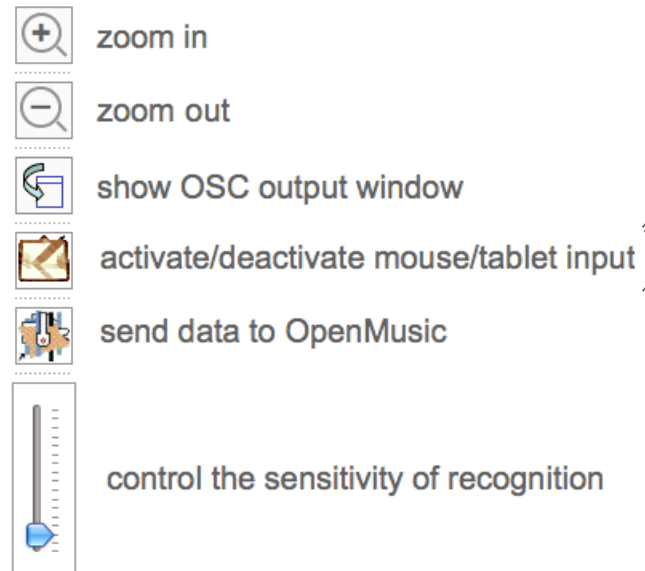 zoom in
zoom out
show OSC output window
activate/deactivate mouse/tablet input
send data to OpenMusic
control the sensitivity of recognition